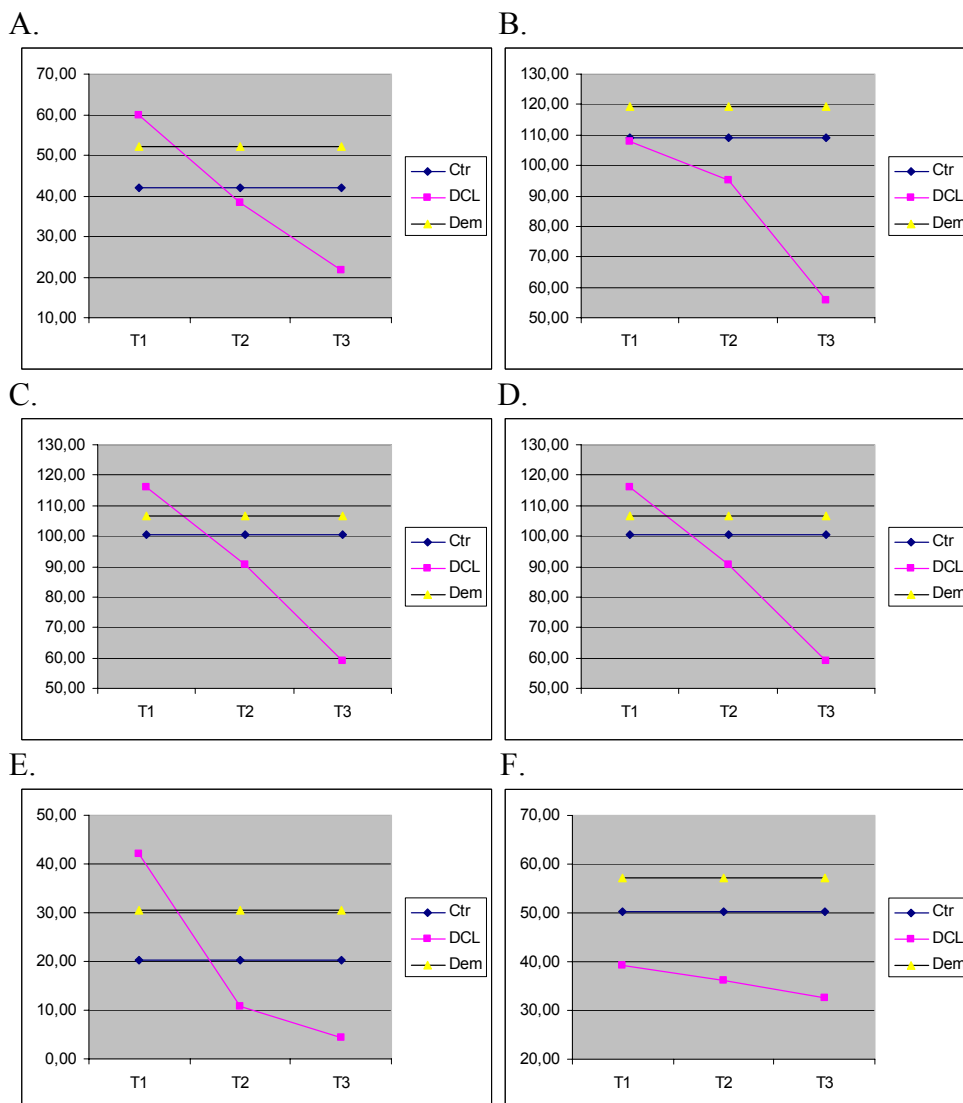 A.
70,00
60,00
50,00
40,00
30,00
20,00
10,00
T1 T2 T3
Ctr
DCL
Dem
B.
130,00
120,00
110,00
100,00
90,00
80,00
70,00
60,00
50,00
T1 T2 T3
Ctr
DCL
Dem
C.
130,00
120,00
110,00
100,00
90,00
80,00
70,00
60,00
50,00
T1 T2 T3
Ctr
DCL
Dem
D.
130,00
120,00
110,00
100,00
90,00
80,00
70,00
60,00
50,00
T1 T2 T3
Ctr
DCL
Dem
E.
50,00
40,00
30,00
20,00
10,00
0,00
T1 T2 T3
Ctr
DCL
Dem
F.
70,00
60,00
50,00
40,00
30,00
20,00
T1 T2 T3
Ctr
DCL
Dem